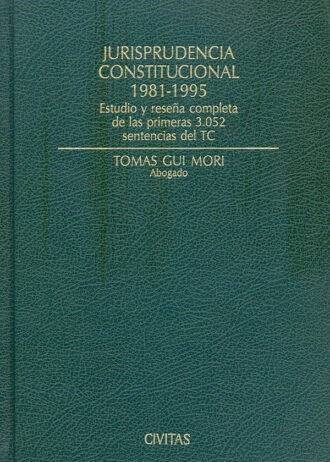 JURISPRUDENCIA
CONSTITUCIONAL
1981-1995
Estudio y reseña completa
de las primeras 3.052
sentencias del TC
TOMAS GUI MORI
Abogado
CIVITAS